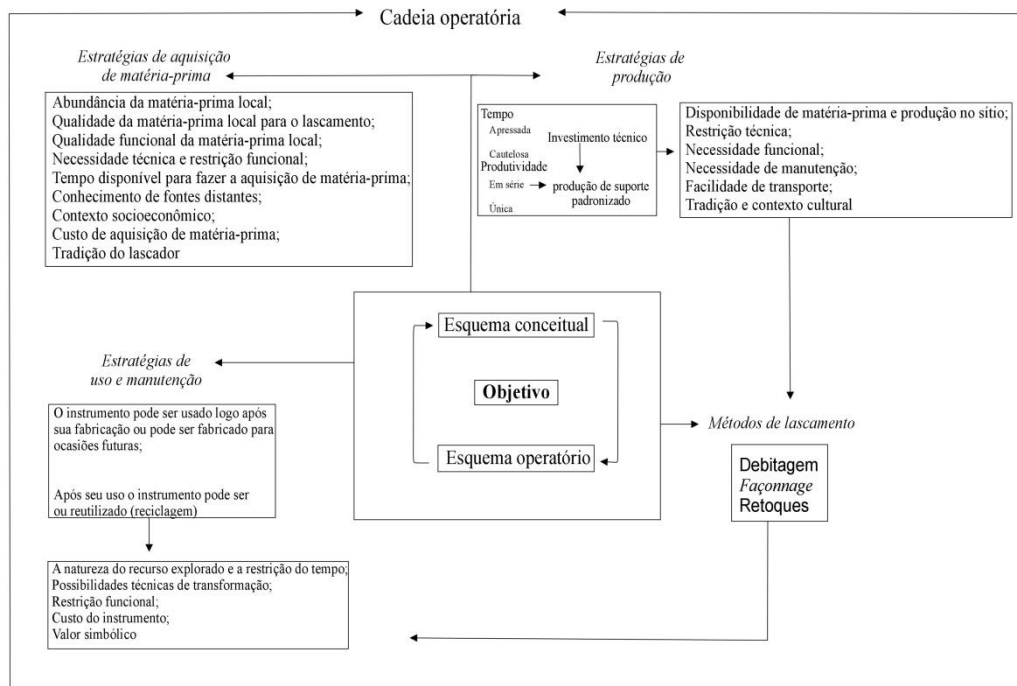 Cadeia operatória
Estratégias de aquisição
de matéria-prima
Abundância da matéria-prima local;
Qualidade da matéria-prima local para o lascamento;
Qualidade funcional da matéria-prima local;
Necessidade técnica e restrição funcional;
Tempo disponível para fazer a aquisição de matéria-prima;
Conhecimento de fontes distantes;
Contexto socioeconômico;
Custo de aquisição de matéria-prima;
Tradição do lascador
Estratégias de
produção
Tempo
Apressada
Investimento técnico
Cautelosa
Produtividade
Em série
produção de suporte
padronizado
Única
Disponibilidade de matéria-prima e produção no sítio;
Restrição técnica;
Necessidade funcional;
Necessidade de manutenção;
Facilidade de transporte;
Tradição e contexto cultural
Esquema conceitual
Objetivo
Esquema operatório
Estratégias de
uso e manutenção
O instrumento pode ser usado logo após
sua fabricação ou pode ser fabricado para
ocasiões futuras;
Após seu uso o instrumento pode ser
ou reutilizado (reciclagem)
A natureza do recurso explorado e a restrição do tempo;
Possibilidades técnicas de transformação;
Restrição funcional;
Custo do instrumento;
Valor simbólico
Métodos de lascamento
Debitagem
Façonnage
Retoques